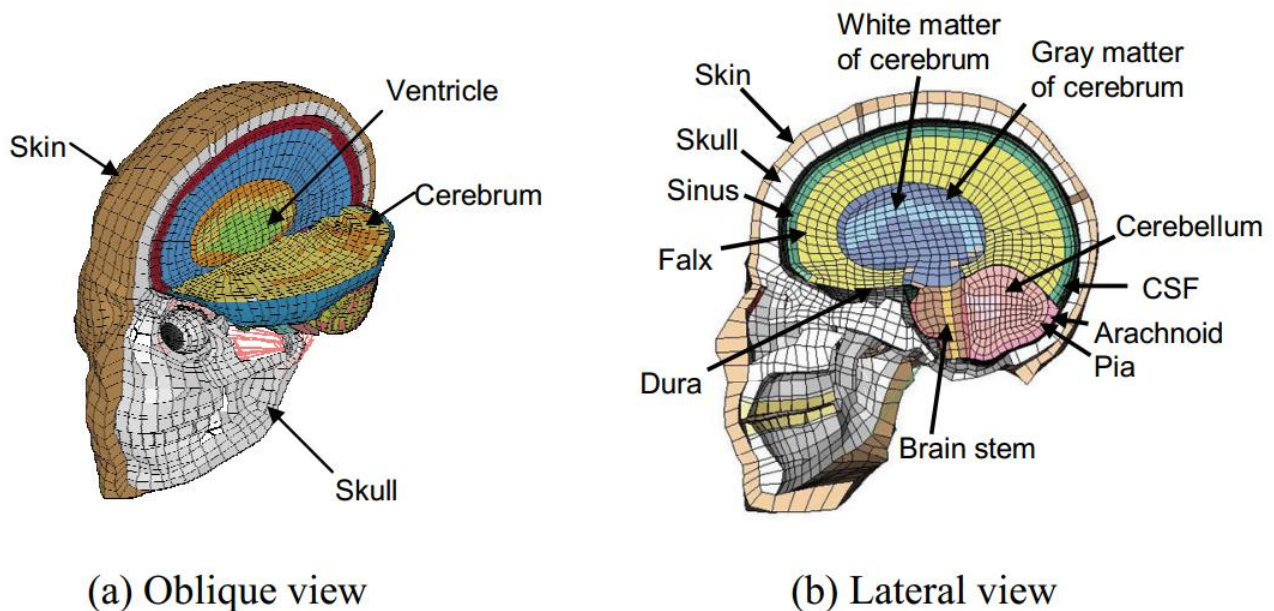 Ventricle
Skin
Cerebrum
Skull
(a) Oblique view
White matter
of cerebrum
Gray matter
of cerebrum
Skin
Skull
Sinus
Falx
Cerebellum
CSF
Arachnoid
Pia
Dura
Brain stem
(b) Lateral view